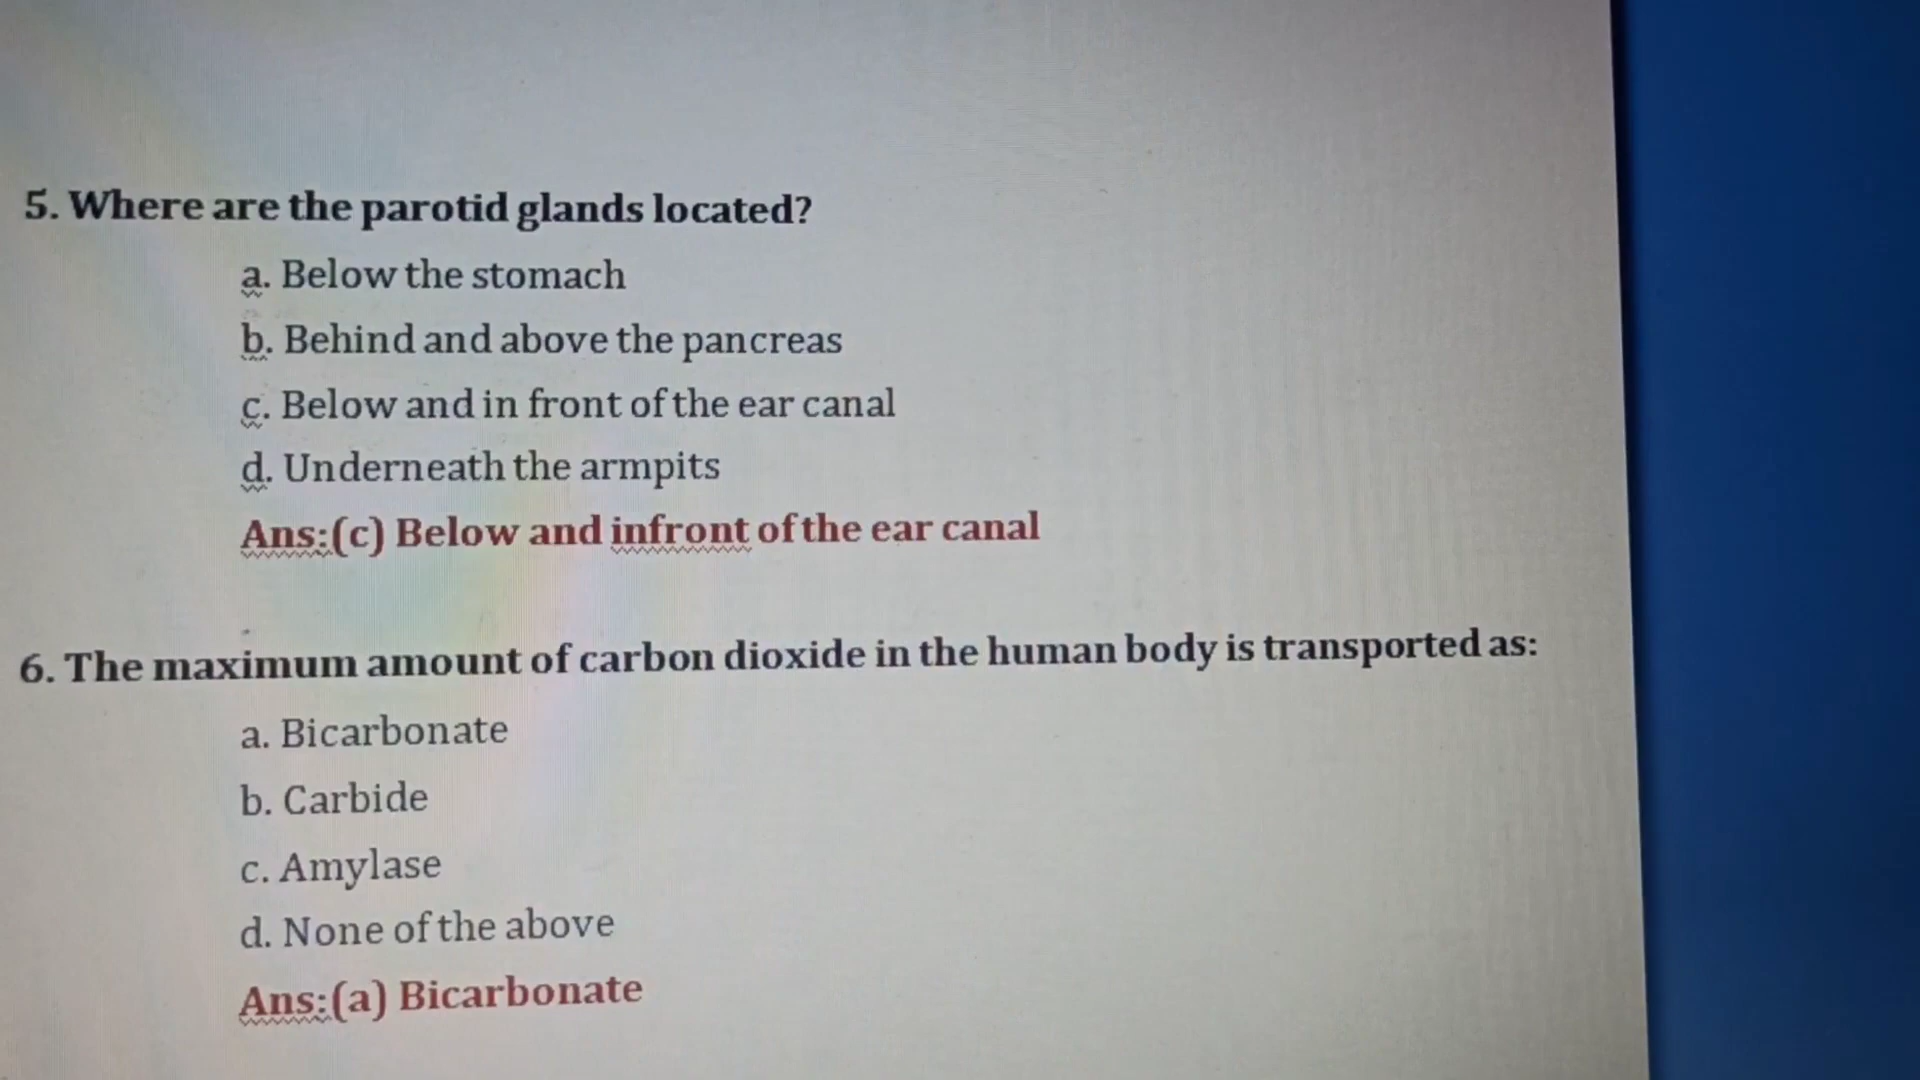 5. Where are the parotid glands located?
a. Below the stomach
b. Behind and above the pancreas
c. Below and in front of the ear canal
d. Underneath the armpits
Ans:(c) Below and infront of the ear canal
6. The maximum amount of carbon dioxide in the human body is transported as:
a. Bicarbonate
b. Carbide
c. Amylase
d. None of the above
Ans:(a) Bicarbonate